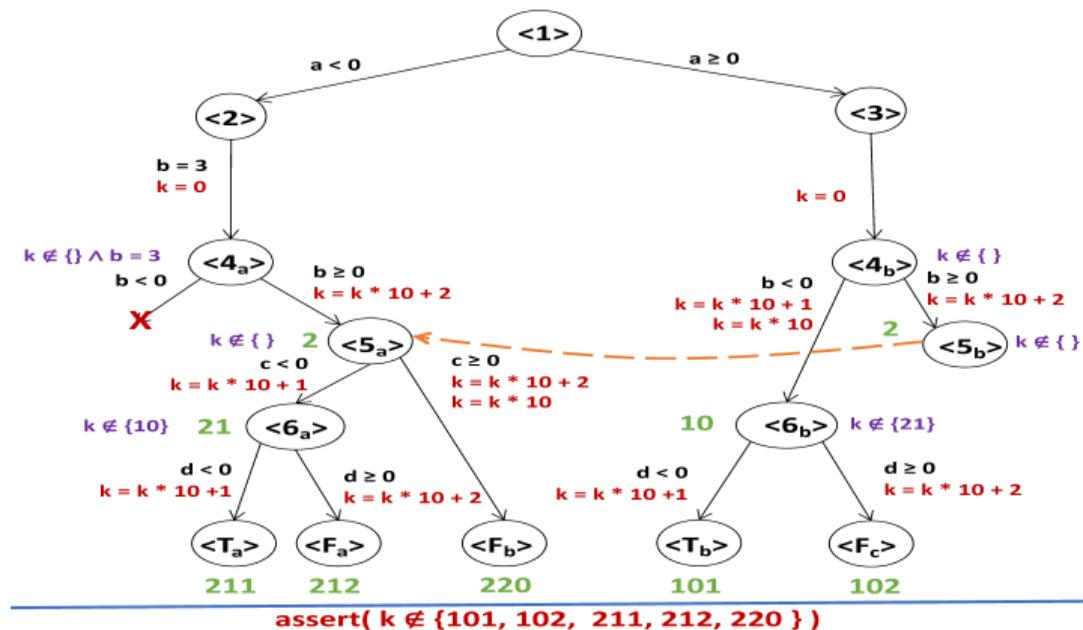 <1>
a < 0
a ≥ 0
<2>
<3>
b = 3
k = 0
k = 0
k ∉ {} ∧ b = 3
<4a>
<4b>
k ∉ { }
b < 0
b ≥ 0
k = k * 10 + 2
b < 0
k = k * 10 + 1
k = k * 10
b ≥ 0
k = k * 10 + 2
X
k ∉ { }
2
<5a>
2
<5b>
k ∉ { }
c < 0
k = k * 10 + 1
c ≥ 0
k = k * 10 + 2
k = k * 10
k ∉ {10}
21
<6a>
10
<6b>
k ∉ {21}
d < 0
k = k * 10 +1
d ≥ 0
k = k * 10 + 2
d < 0
k = k * 10 +1
d ≥ 0
k = k * 10 + 2
<Ta>
<Fa>
<Fb>
<Tb>
<Fc>
211
212
220
101
102
assert( k ∉ {101, 102, 211, 212, 220 } )